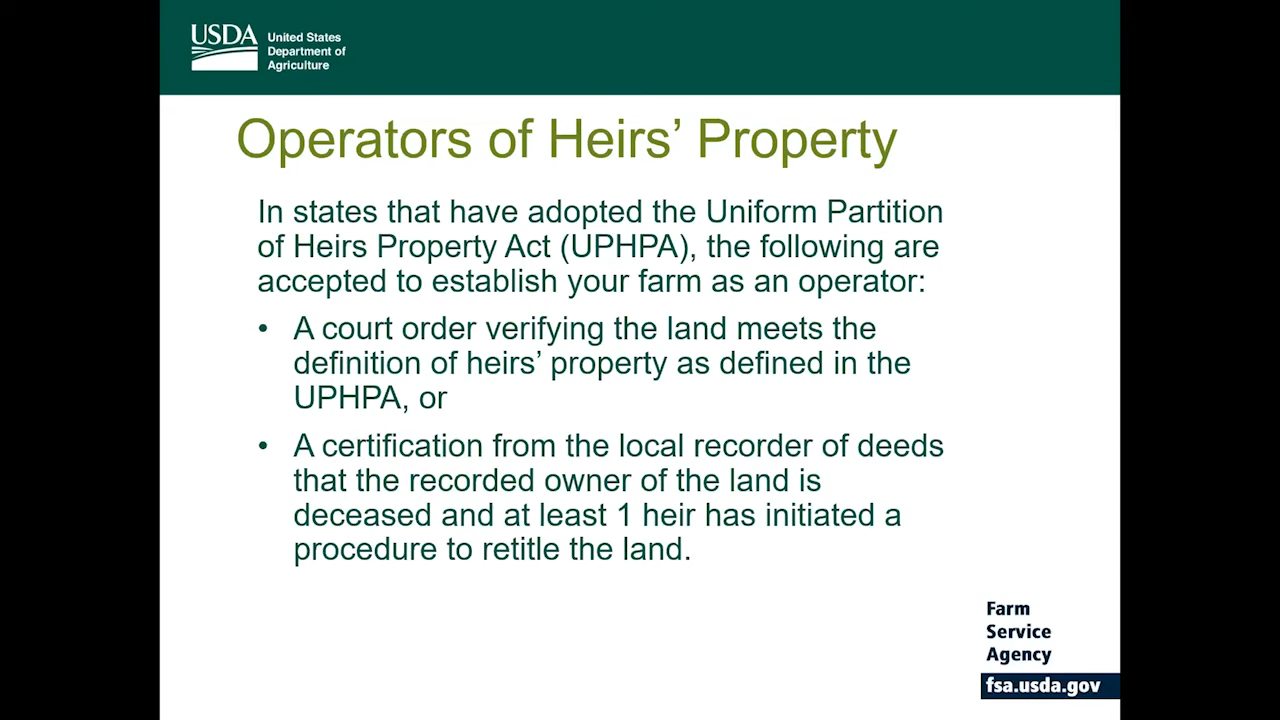 USDA
United States
Department of
Agriculture
Operators of Heirs’ Property
In states that have adopted the Uniform Partition
of Heirs Property Act (UPHPA), the following are
accepted to establish your farm as an operator:
• A court order verifying the land meets the
definition of heirs’ property as defined in the
UPHPA, or
• A certification from the local recorder of deeds
that the recorded owner of the land is
deceased and at least 1 heir has initiated a
procedure to retitle the land.
Farm
Service
Agency
fsa.usda.gov